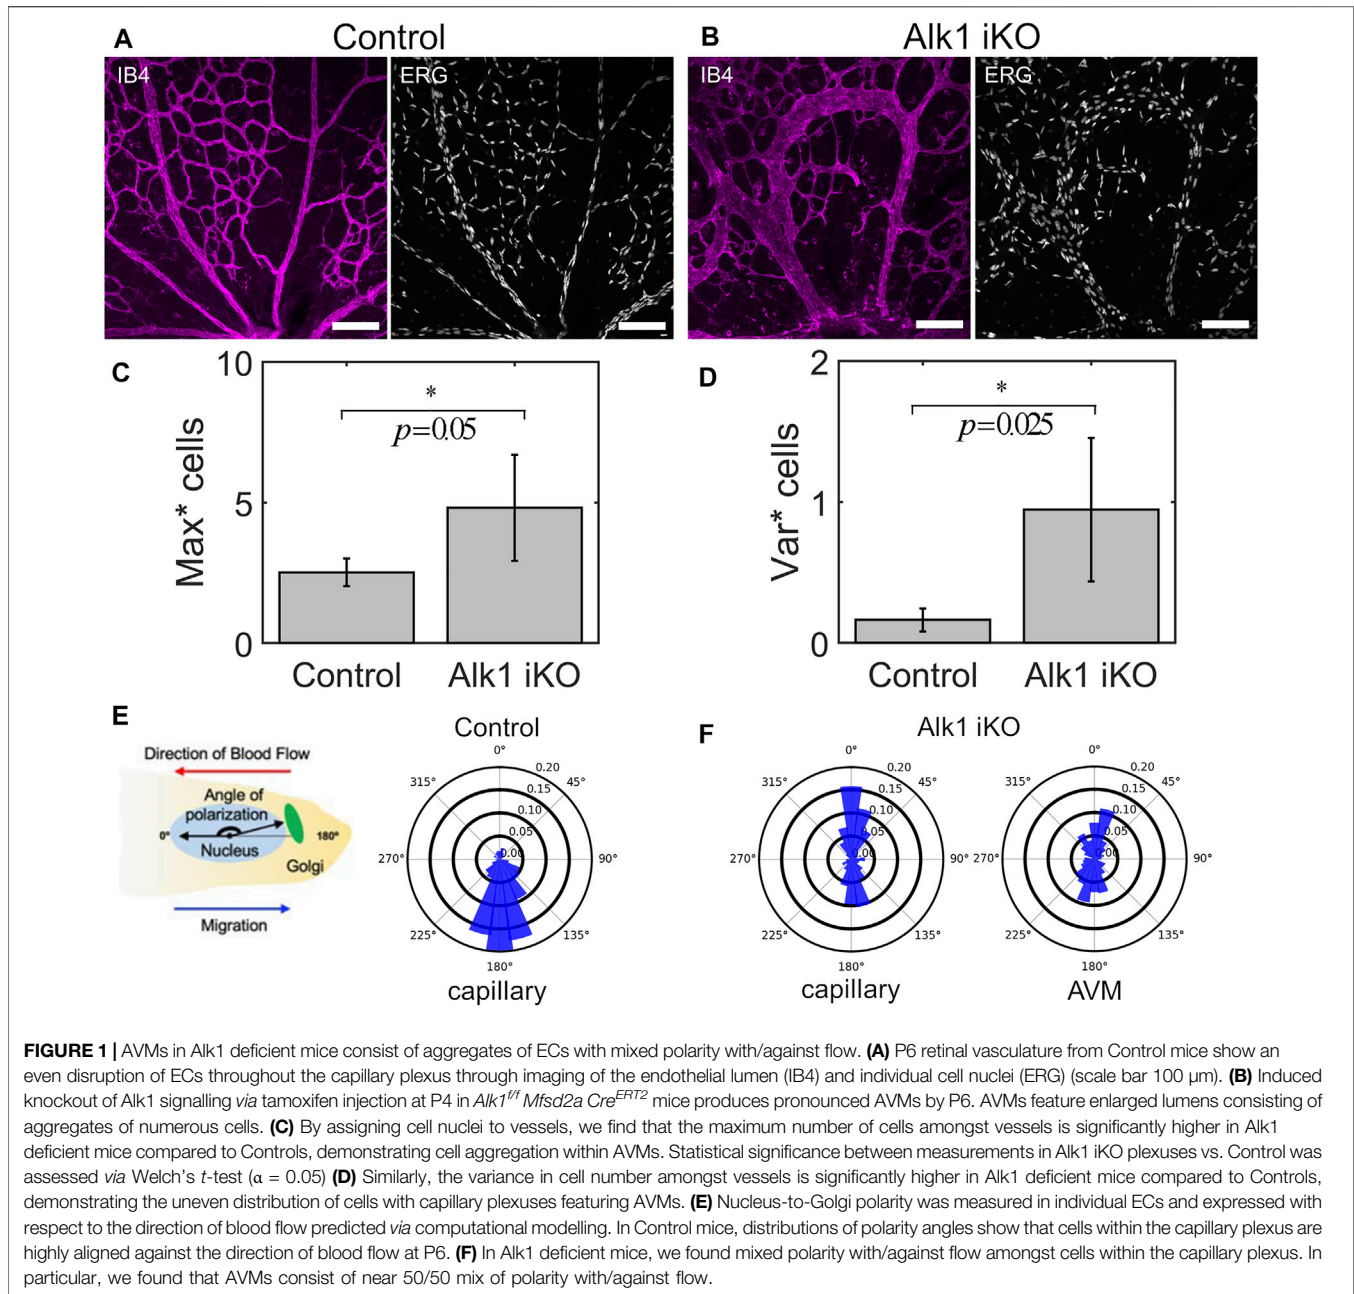 A
Control
IB4
ERG
B
Alk1 iKO
IB4
ERG
C
10
5
0
Max* cells
*
p=0.05
Control
Alk1 iKO
D
2
1
0
Var* cells
*
p=0.025
Control
Alk1 iKO
E
Direction of Blood Flow
Angle of
polarization
0°
180°
Nucleus
Golgi
Migration
Control
0°
45°
90°
135°
180°
225°
270°
315°
0.20
0.15
0.10
0.05
0.00
capillary
F
Alk1 iKO
0°
45°
90°
135°
180°
225°
270°
315°
0.20
0.15
0.10
0.05
0.00
capillary
0°
45°
90°
135°
180°
225°
270°
315°
0.20
0.15
0.10
0.05
0.00
AVM
FIGURE 1 | AVMs in Alk1 deficient mice consist of aggregates of ECs with mixed polarity with/against flow. (A) P6 retinal vasculature from Control mice show an
even disruption of ECs throughout the capillary plexus through imaging of the endothelial lumen (IB4) and individual cell nuclei (ERG) (scale bar 100 µm). (B) Induced
knockout of Alk1 signalling via tamoxifen injection at P4 in Alk1f/f Mfsd2a CreERT2 mice produces pronounced AVMs by P6. AVMs feature enlarged lumens consisting of
aggregates of numerous cells. (C) By assigning cell nuclei to vessels, we find that the maximum number of cells amongst vessels is significantly higher in Alk1
deficient mice compared to Controls, demonstrating cell aggregation within AVMs. Statistical significance between measurements in Alk1 iKO plexuses vs. Control was
assessed via Welch's t-test (α = 0.05) (D) Similarly, the variance in cell number amongst vessels is significantly higher in Alk1 deficient mice compared to Controls,
demonstrating the uneven distribution of cells with capillary plexuses featuring AVMs. (E) Nucleus-to-Golgi polarity was measured in individual ECs and expressed with
respect to the direction of blood flow predicted via computational modelling. In Control mice, distributions of polarity angles show that cells within the capillary plexus are
highly aligned against the direction of blood flow at P6. (F) In Alk1 deficient mice, we found mixed polarity with/against flow amongst cells within the capillary plexus. In
particular, we found that AVMs consist of near 50/50 mix of polarity with/against flow.